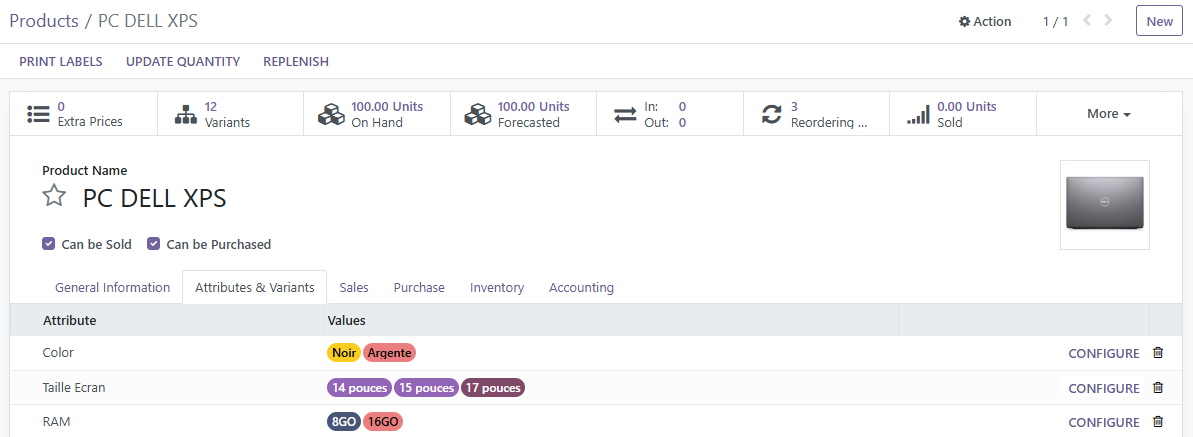 Products / PC DELL XPS
Action
1 / 1
New
PRINT LABELS UPDATE QUANTITY REPLENISH
0
Extra Prices
12
Variants
100.00 Units
On Hand
100.00 Units
Forecasted
In: 0
Out: 0
3
Reordering ...
0.00 Units
Sold
More
Product Name
PC DELL XPS
Can be Sold Can be Purchased
General Information Attributes & Variants Sales Purchase Inventory Accounting
Attribute Values
Color Noir Argente CONFIGURE
Taille Ecran 14 pouces 15 pouces 17 pouces CONFIGURE
RAM 8GO 16GO CONFIGURE